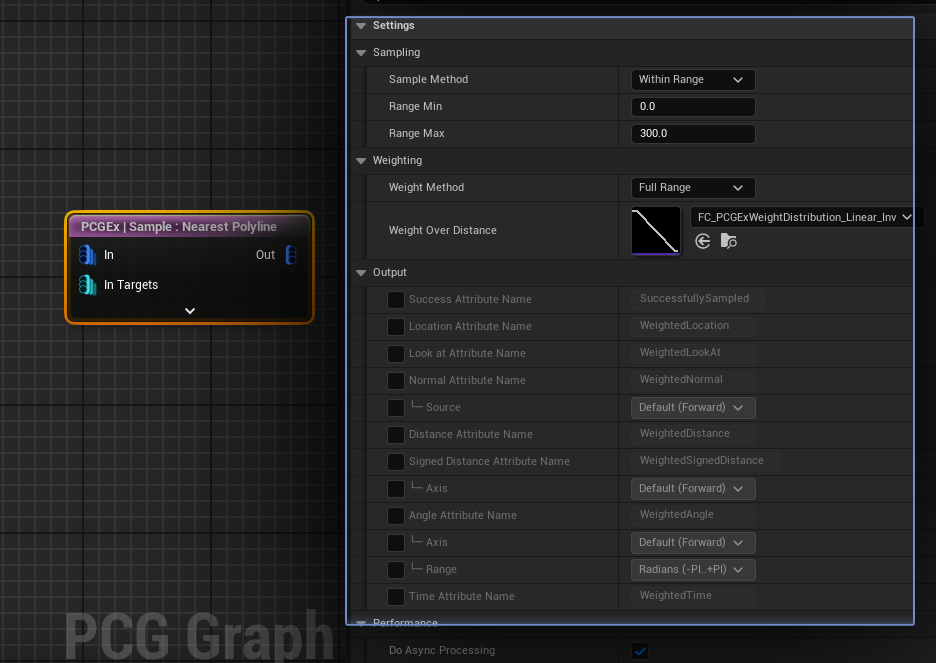 Settings
Sampling
Sample Method Within Range
Range Min 0.0
Range Max 300.0
Weighting
Weight Method Full Range
Weight Over Distance FC_PCGExWeightDistribution_Linear_Inv
Output
Success Attribute Name SuccessfullySampled
Location Attribute Name WeightedLocation
Look at Attribute Name WeightedLookAt
Normal Attribute Name WeightedNormal
Source Default (Forward)
Distance Attribute Name WeightedDistance
Signed Distance Attribute Name WeightedSignedDistance
Axis Default (Forward)
Angle Attribute Name WeightedAngle
Axis Default (Forward)
Range Radians (-PI..+PI)
Time Attribute Name WeightedTime
Performance
Do Async Processing
PCGEx | Sample : Nearest Polyline
In Out
In Targets
PCG Graph